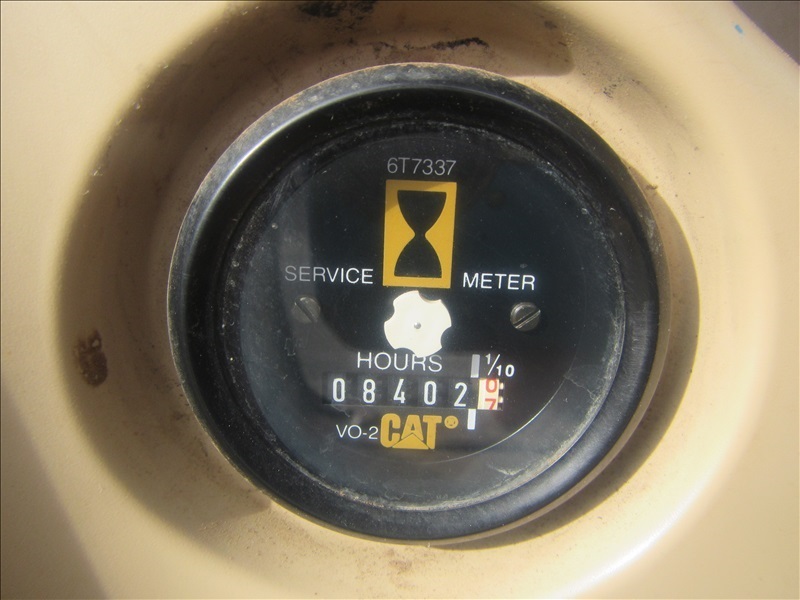 6T7337
SERVICE METER
HOURS 1/10
08402
VO-2 CAT®